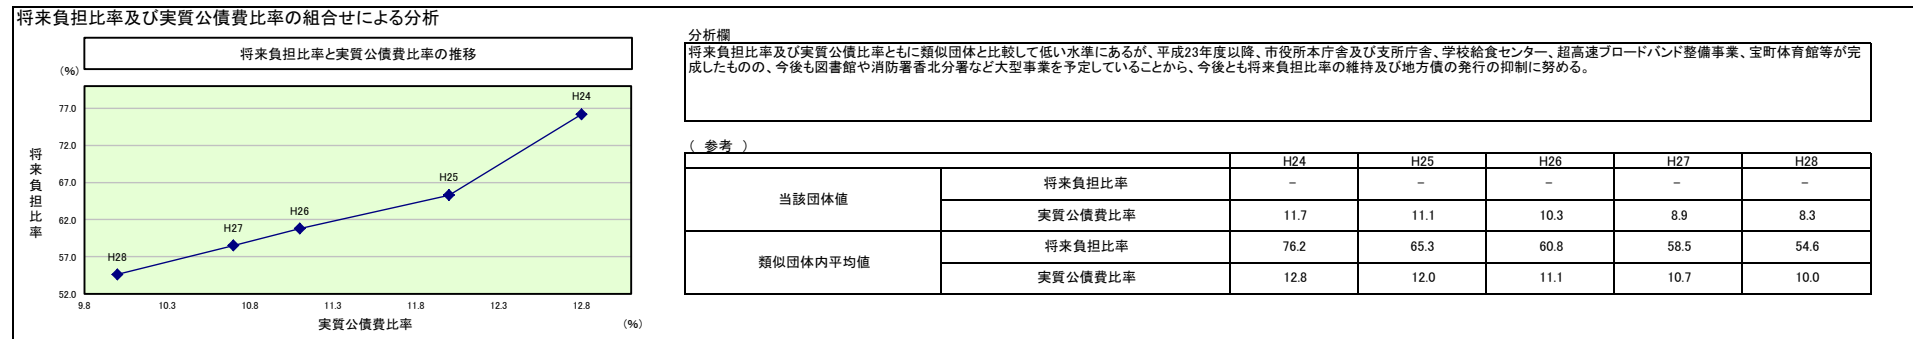 将来負担比率及び実質公債費比率の組合せによる分析
将来負担比率と実質公債費比率の推移
(%)
77.0
72.0
67.0
62.0
57.0
52.0
将来負担比率
H24
H25
H26
H27
H28
9.8 10.3 10.8 11.3 11.8 12.3 12.8
実質公債費比率
(%)
分析欄
将来負担比率及び実質公債比率ともに類似団体と比較して低い水準にあるが、平成23年度以降、市役所本庁舎及び支所庁舎、学校給食センター、超高速ブロードバンド整備事業、宝町体育館等が完
成したものの、今後も図書館や消防署香北分署など大型事業を予定していることから、今後とも将来負担比率の維持及び地方債の発行の抑制に努める。
( 参考 )
H24 H25 H26 H27 H28
当該団体値
将来負担比率 - - - - -
実質公債費比率 11.7 11.1 10.3 8.9 8.3
類似団体内平均値
将来負担比率 76.2 65.3 60.8 58.5 54.6
実質公債費比率 12.8 12.0 11.1 10.7 10.0